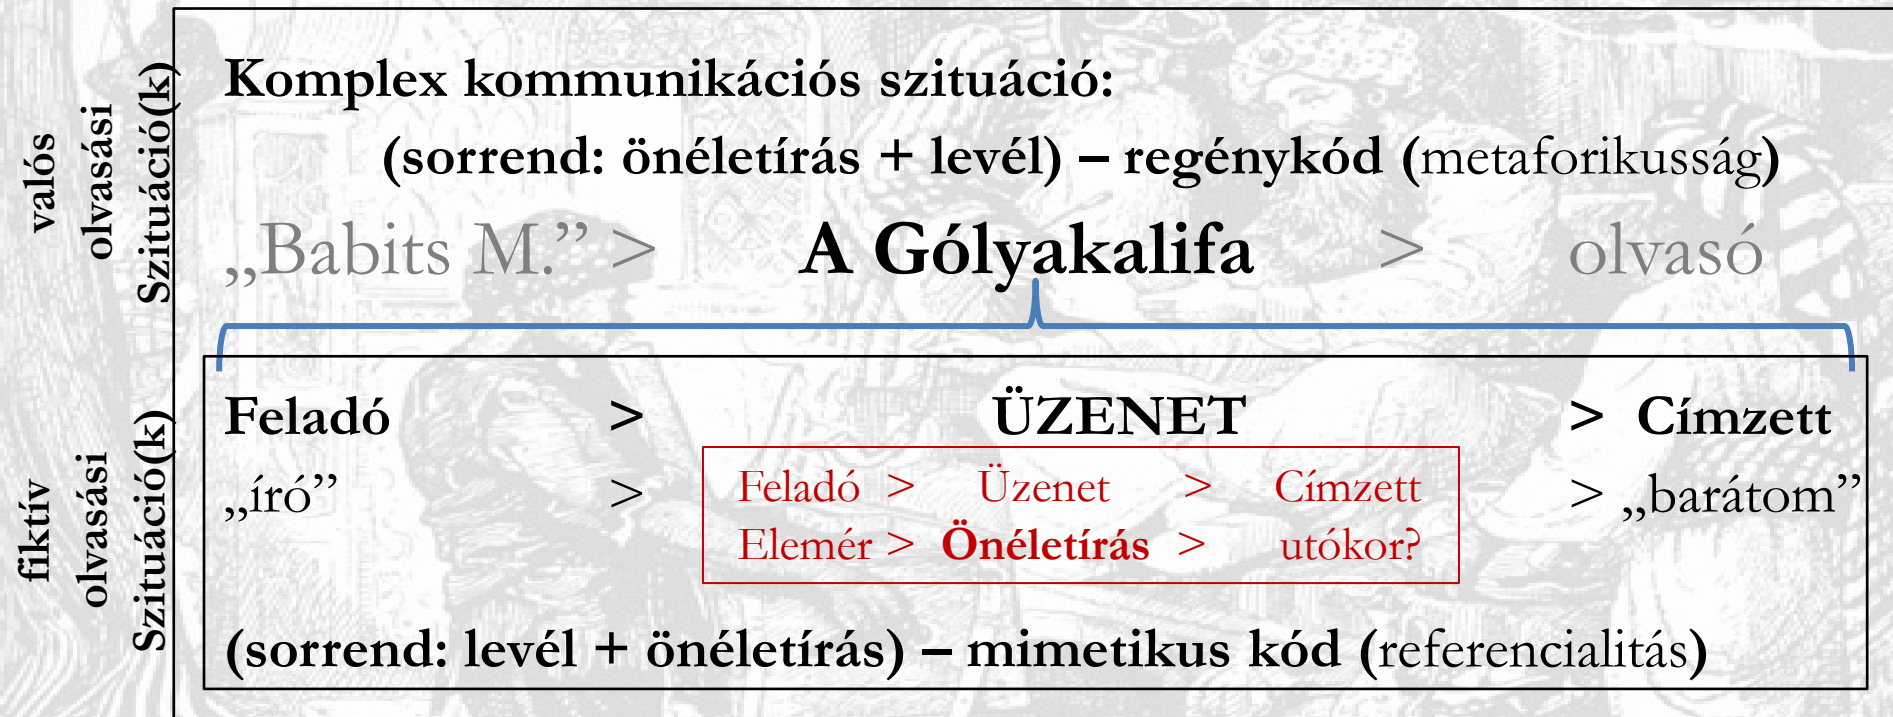 valós
olvasási
Szituáció(k)
Komplex kommunikációs szituáció:
(sorrend: önéletírás + levél) – regénykód (metaforikusság)
„Babits M.” > A Gólyakalifa > olvasó
fiktív
olvasási
Szituáció(k)
Feladó > ÜZENET > Címzett
„író” > > „barátom”
Feladó > Üzenet > Címzett
Elemér > Önéletírás > utókor?
(sorrend: levél + önéletírás) – mimetikus kód (referencialitás)